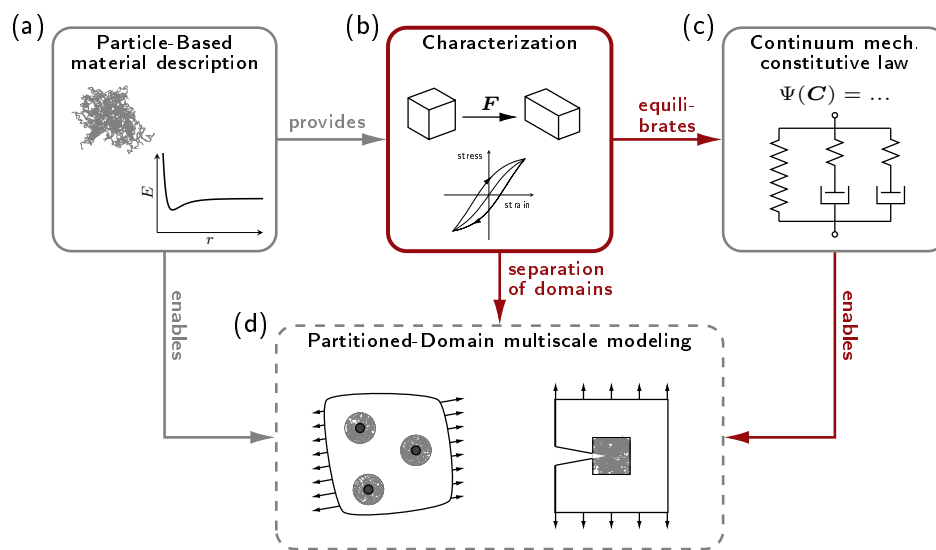 (a)
Particle-Based
material description
E
r
provides
(b)
Characterization
F
stress
strain
equili-
brates
(c)
Continuum mech.
constitutive law
Ψ(C) = ...
enables
separation
of domains
enables
(d)
Partitioned-Domain multiscale modeling